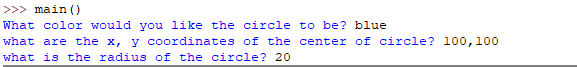 >>> main()
What color would you like the circle to be? blue
what are the x, y coordinates of the center of circle? 100,100
what is the radius of the circle? 20